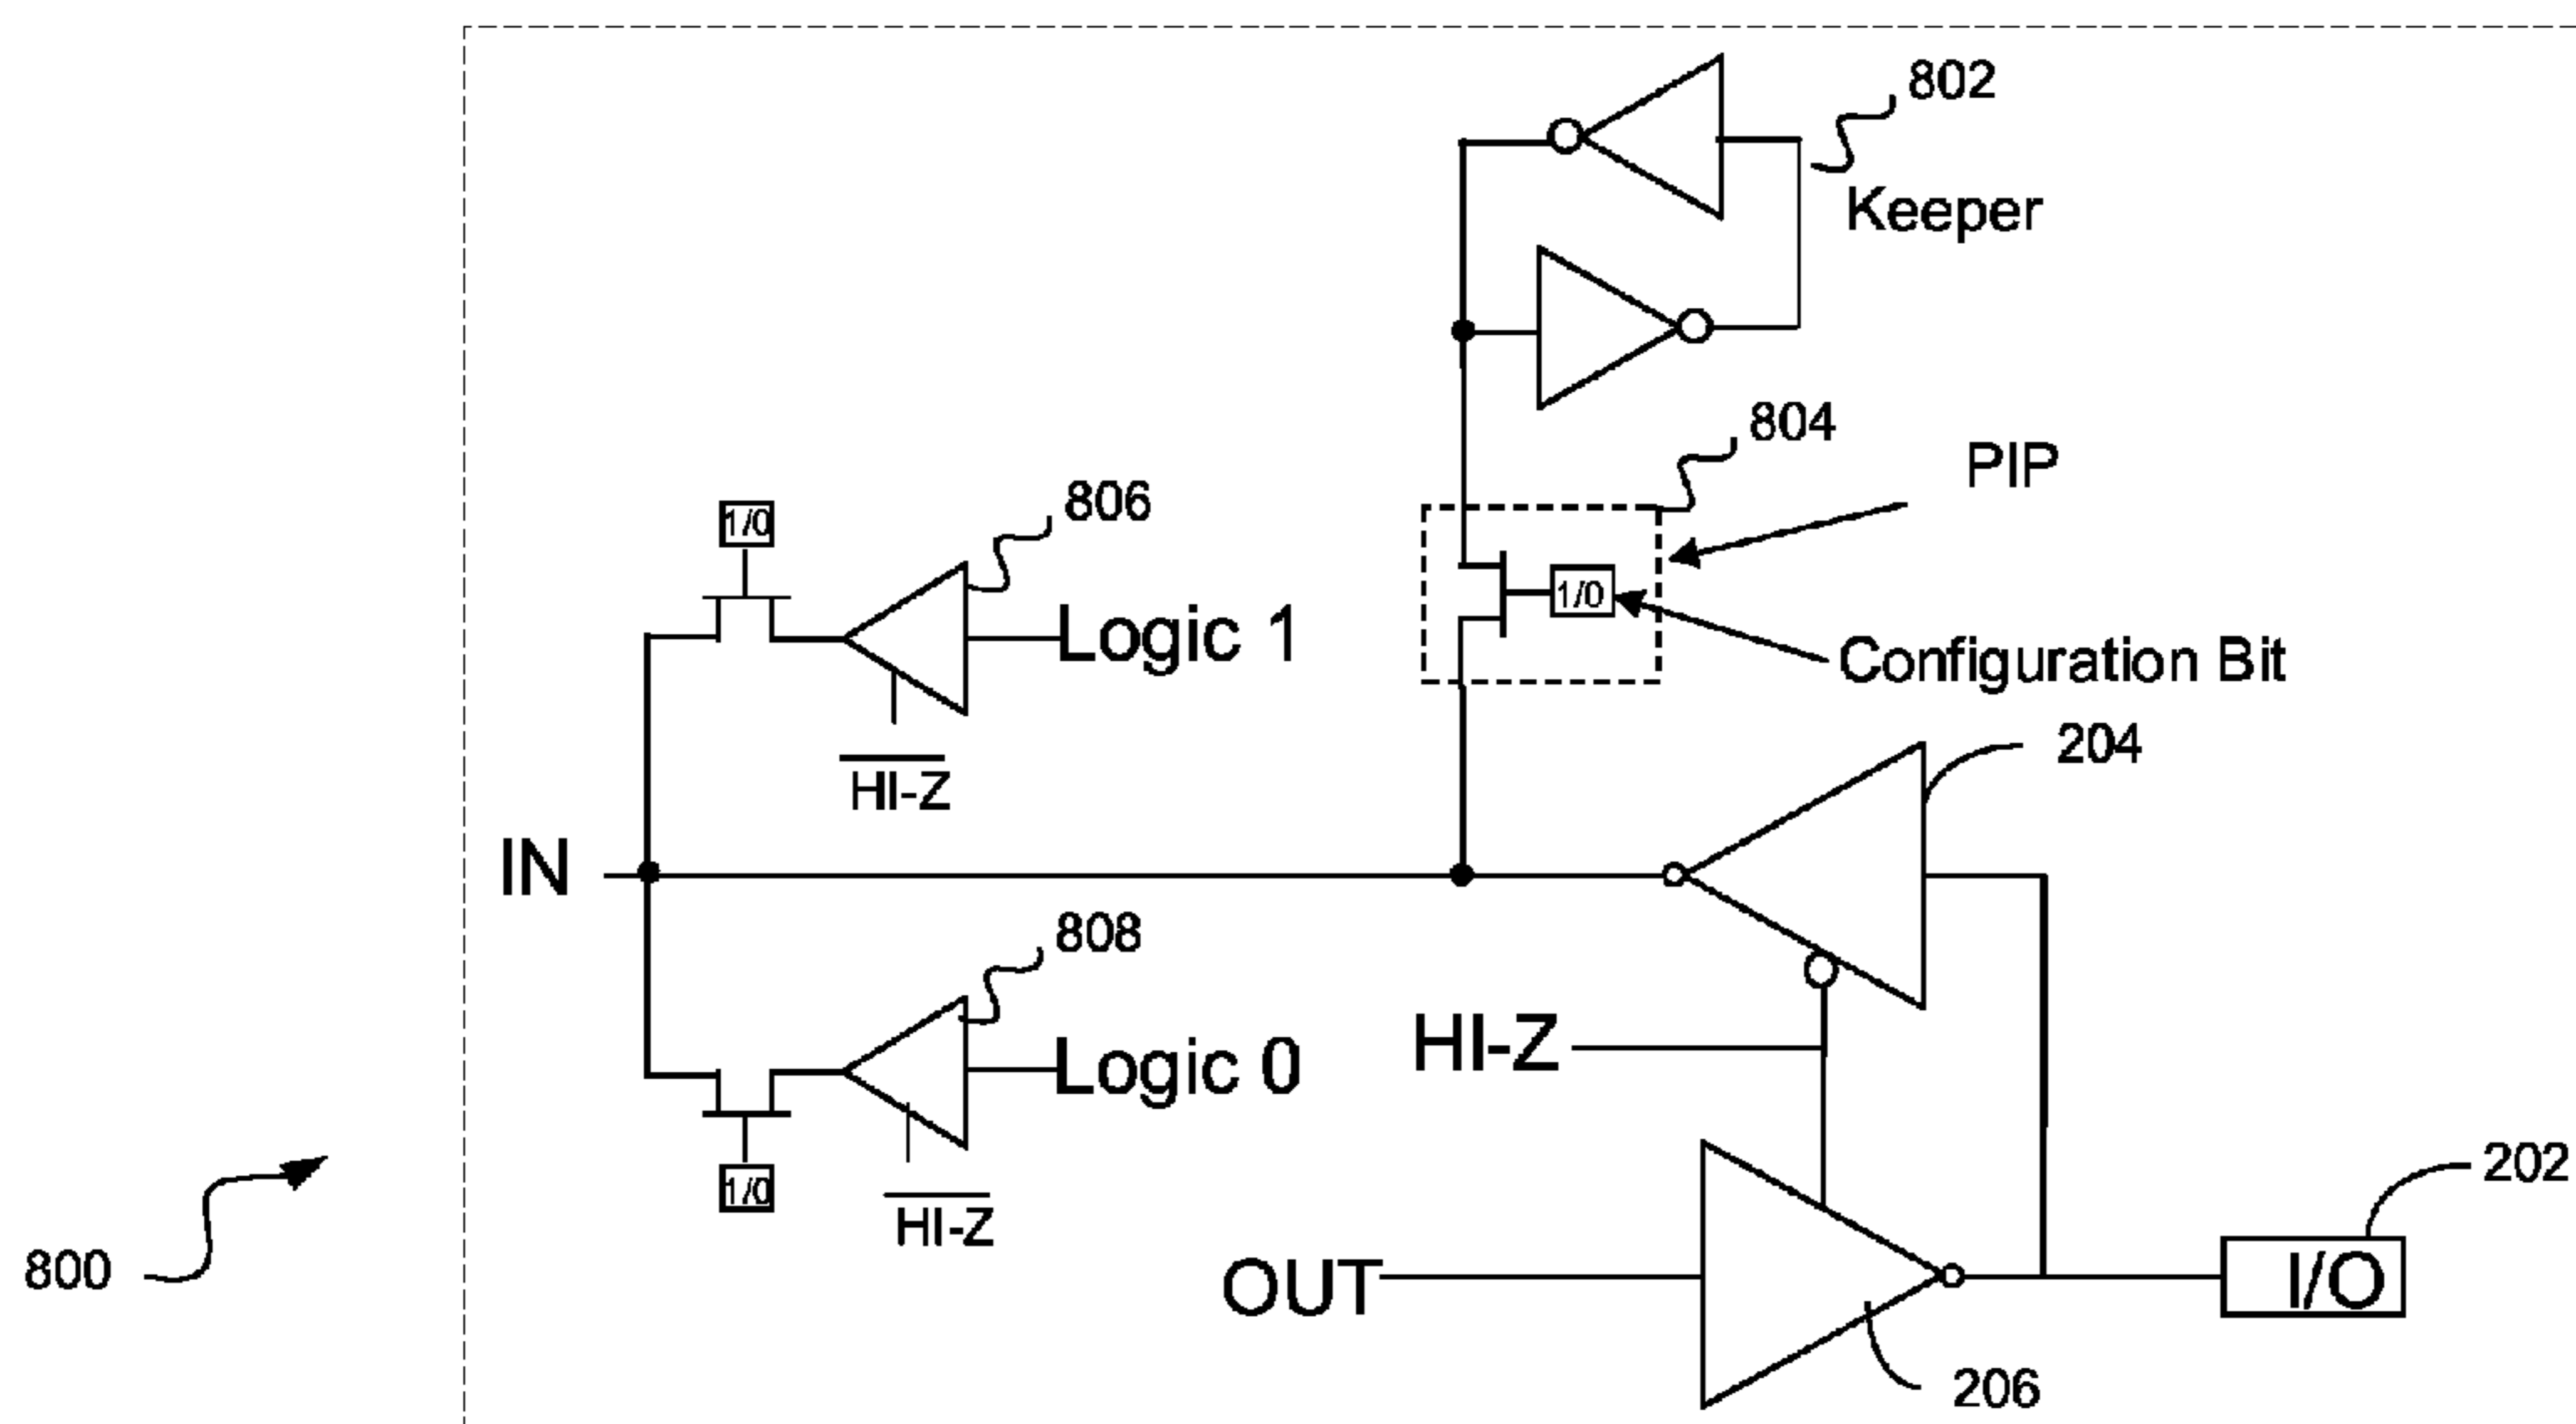 802
Keeper
804
PIP
1/0
806
Logic 1
1/0
Configuration Bit
HI-Z
204
IN
808
HI-Z
Logic 0
1/0
HI-Z
202
800
OUT
I/O
206